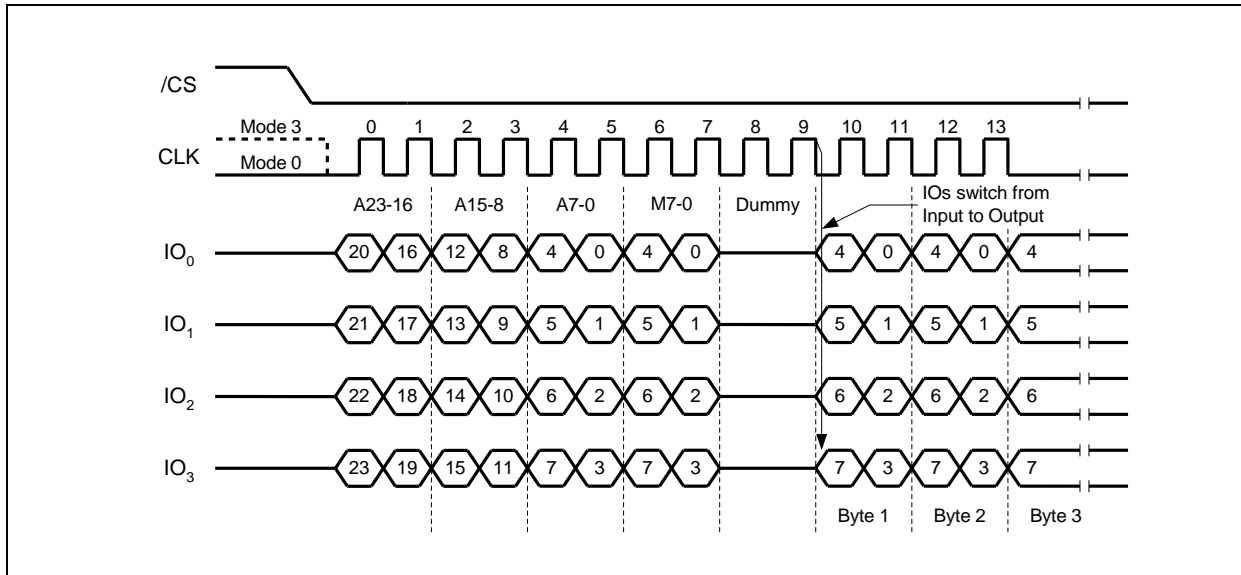 /CS
Mode 3 0 1 2 3 4 5 6 7 8 9 10 11 12 13
CLK
Mode 0
IOs switch from
Input to Output
A23-16 A15-8 A7-0 M7-0 Dummy
IO0 20 16 12 8 4 0 4 0 4 0 4 0 4
IO1 21 17 13 9 5 1 5 1 5 1 5 1 5
IO2 22 18 14 10 6 2 6 2 6 2 6 2 6
IO3 23 19 15 11 7 3 7 3 7 3 7 3 7
Byte 1 Byte 2 Byte 3